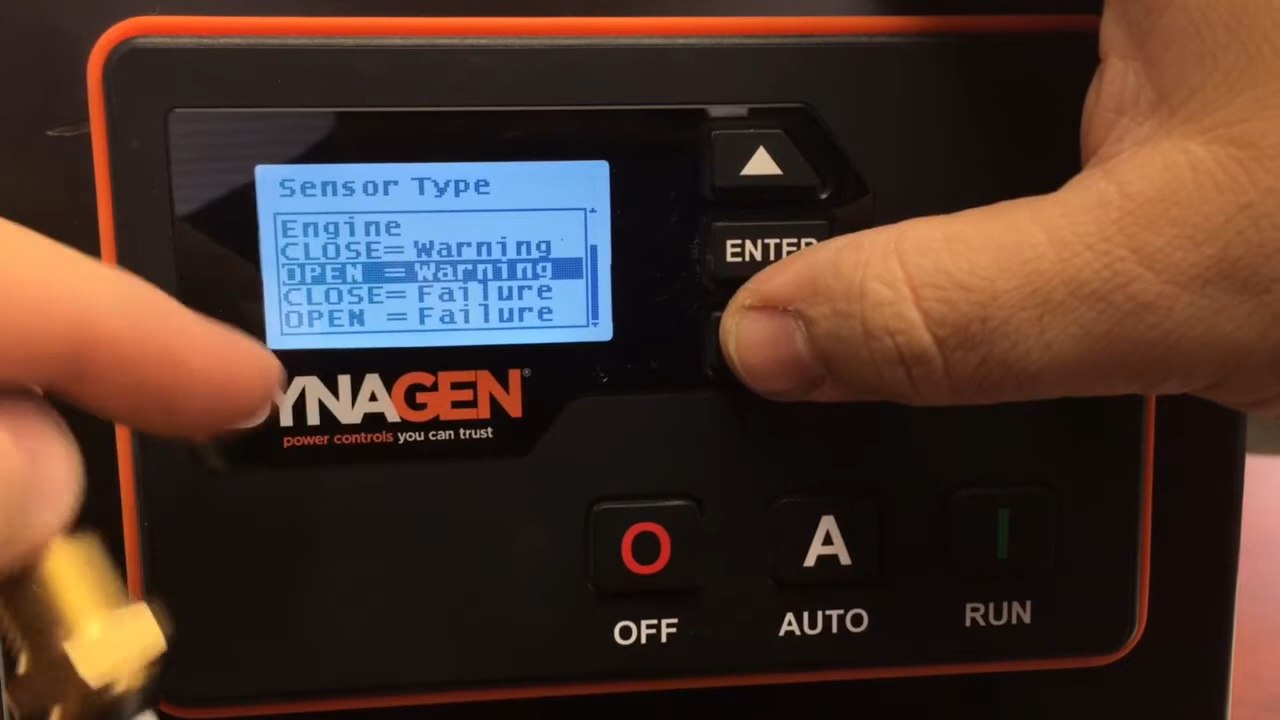 Sensor Type
Engine
CLOSE= Warning
OPEN = Warning
CLOSE= Failure
OPEN = Failure
ENTER
YNAGEN®
power controls you can trust
O
A
I
OFF
AUTO
RUN